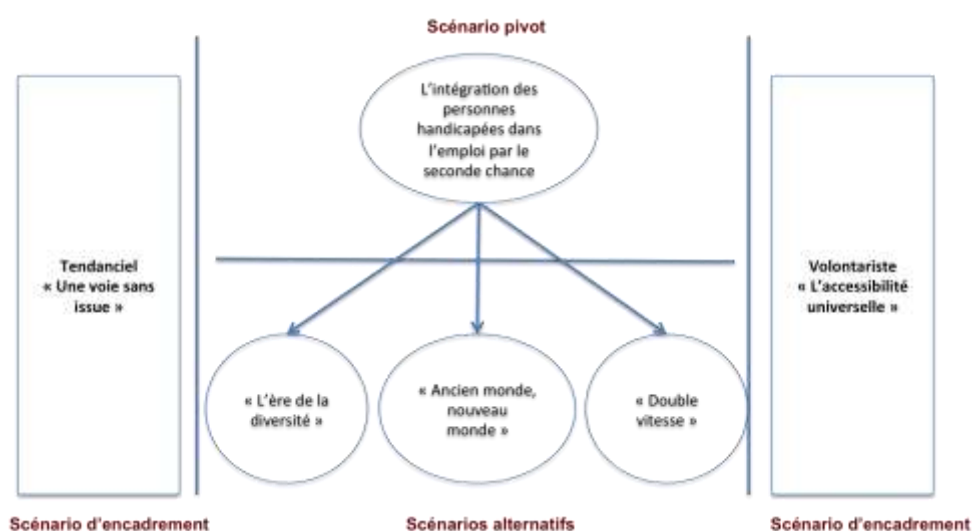 Scénario pivot
L'intégration des
personnes
handicapées dans
l'emploi par le
seconde chance
Tendanciel
« Une voie sans
issue »
Volontariste
« L'accessibilité
universelle »
« L'ère de la
diversité »
« Ancien monde,
nouveau
monde »
« Double
vitesse »
Scénario d'encadrement
Scénarios alternatifs
Scénario d'encadrement